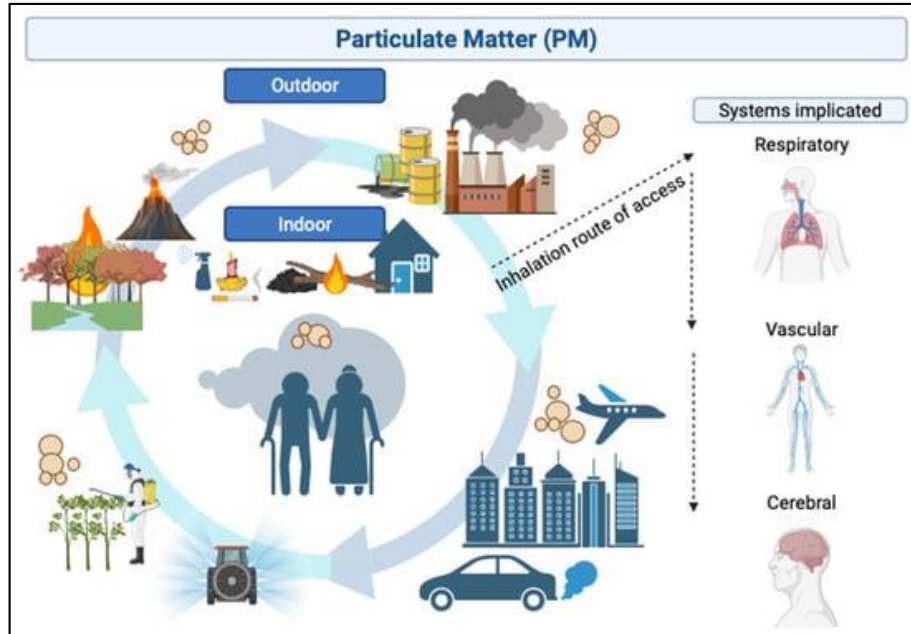 Particulate Matter (PM)
Outdoor
Systems implicated
Respiratory
Indoor
Inhalation route of access
Vascular
Cerebral